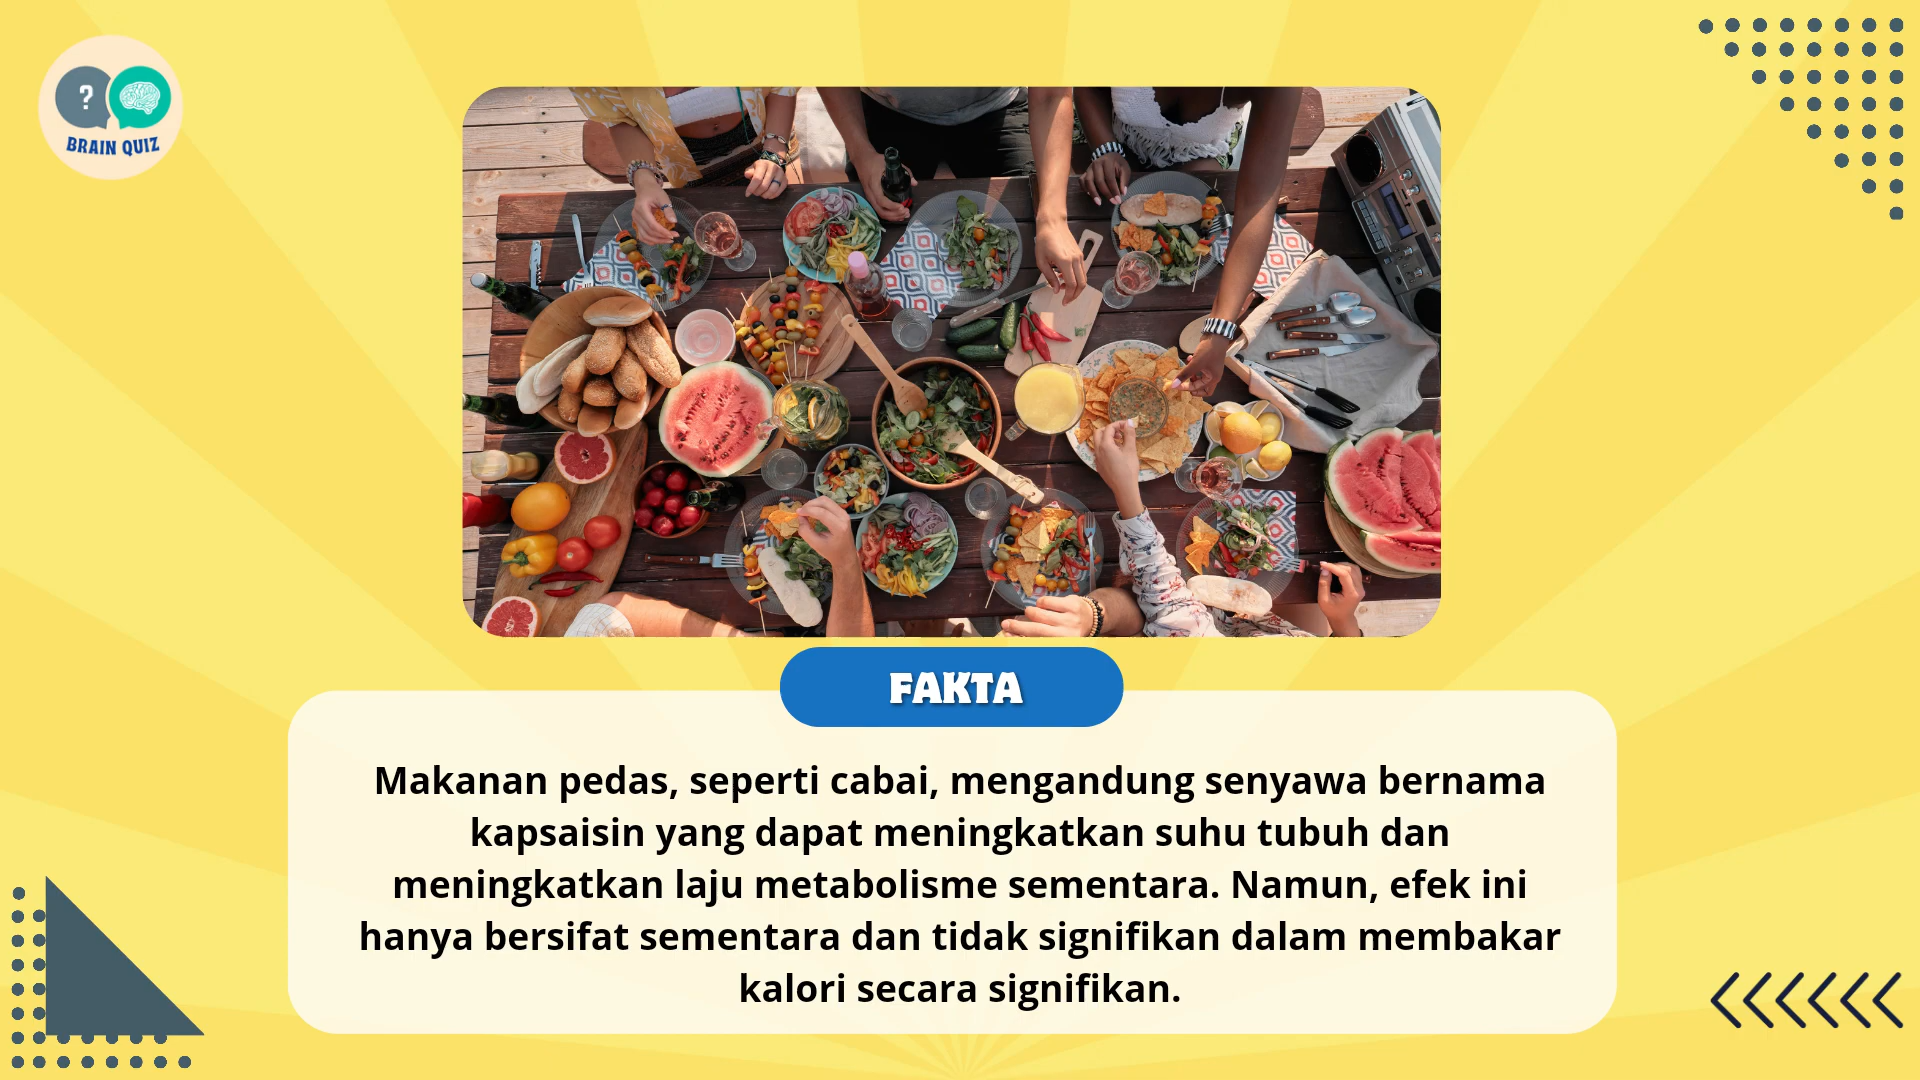 ?
BRAIN QUIZ
FAKTA
Makanan pedas, seperti cabai, mengandung senyawa bernama
kapsaisin yang dapat meningkatkan suhu tubuh dan
meningkatkan laju metabolisme sementara. Namun, efek ini
hanya bersifat sementara dan tidak signifikan dalam membakar
kalori secara signifikan.